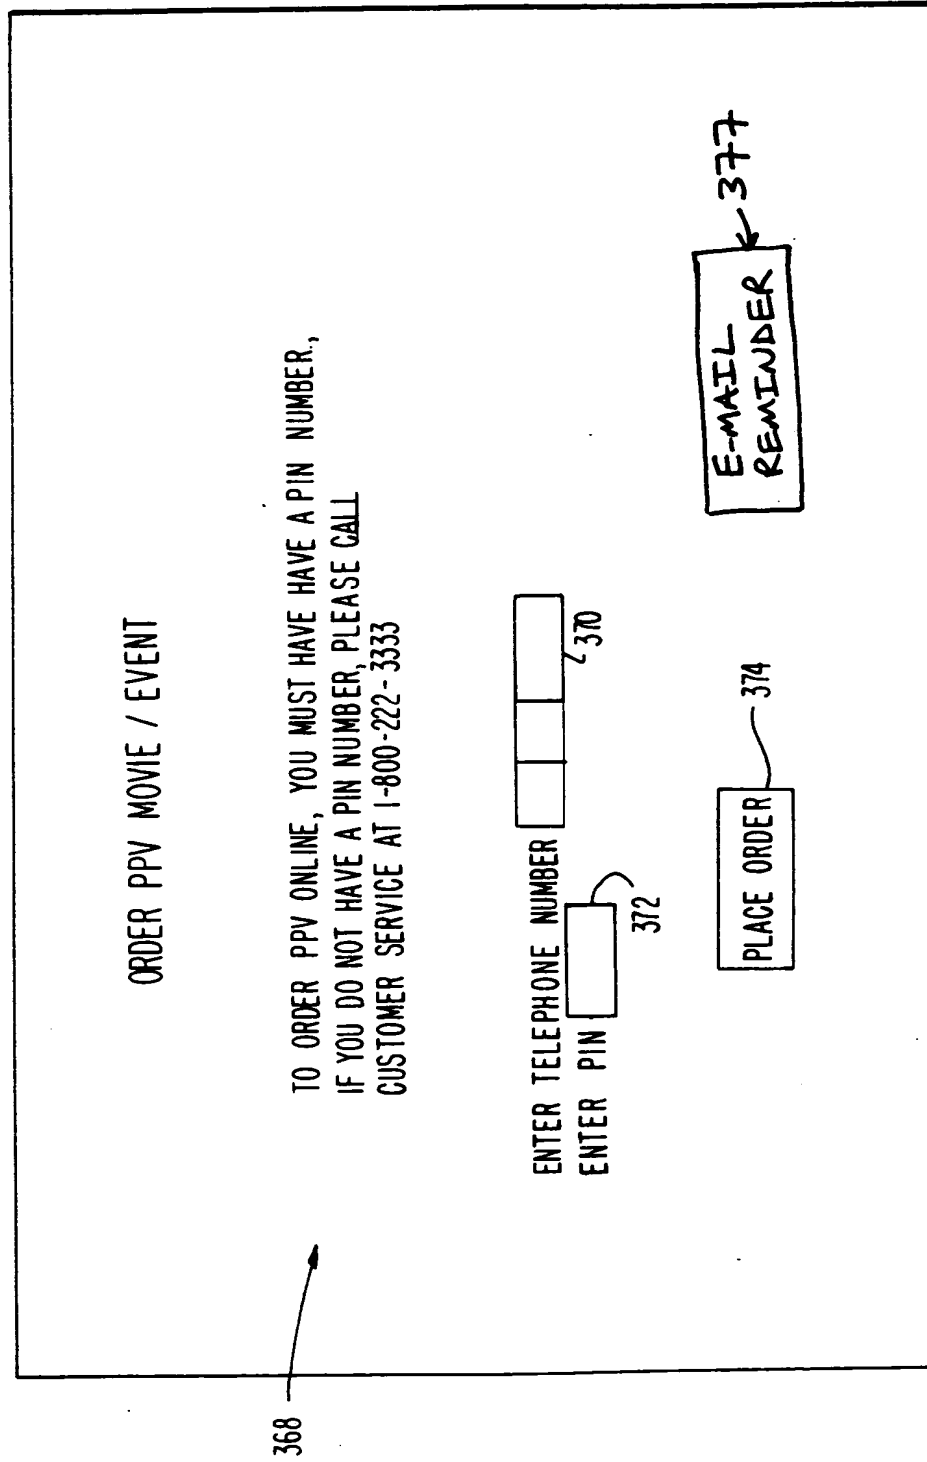 ORDER PPV MOVIE / EVENT
368
TO ORDER PPV ONLINE, YOU MUST HAVE HAVE A PIN NUMBER.,
IF YOU DO NOT HAVE A PIN NUMBER, PLEASE CALL
CUSTOMER SERVICE AT 1-800-222-3333
ENTER TELEPHONE NUMBER
370
ENTER PIN
372
PLACE ORDER
374
E-MAIL
REMINDER
377